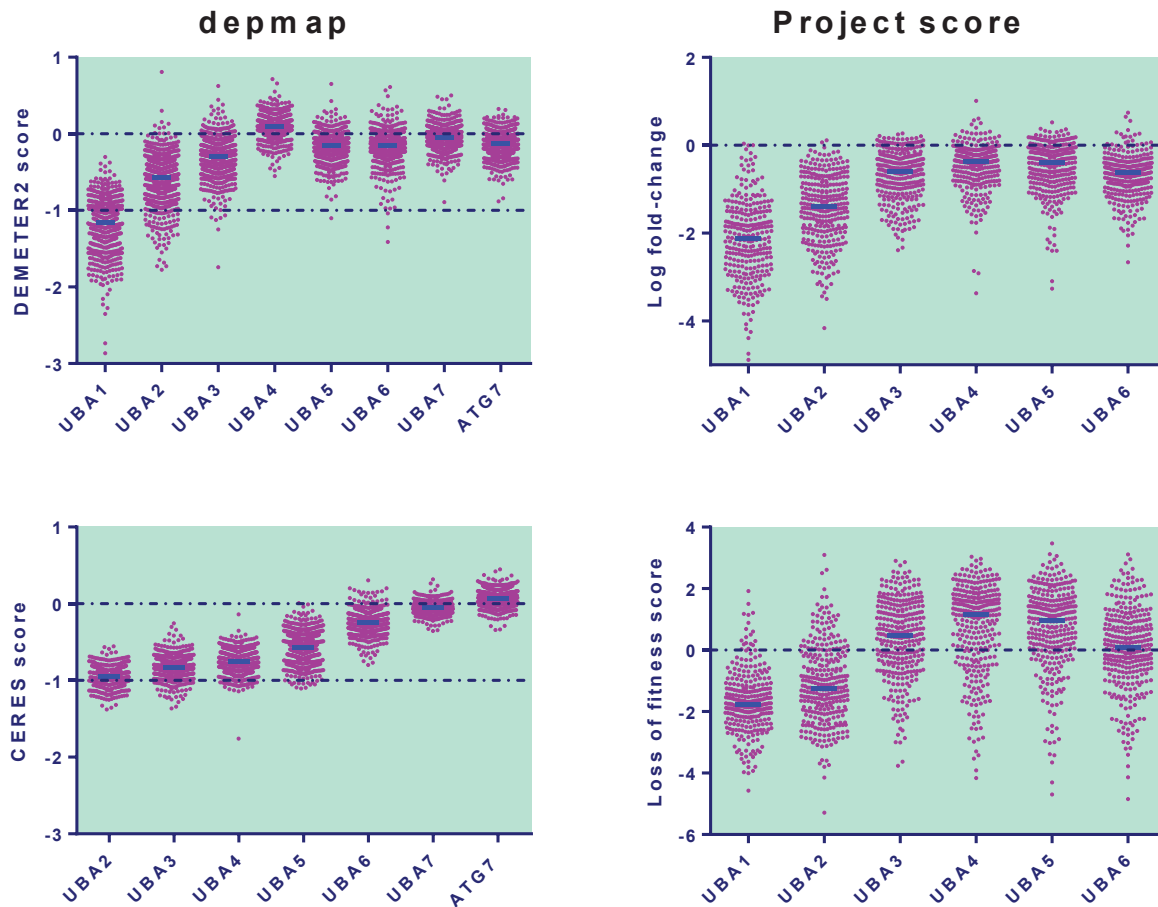 depmap
Project score
DEMETER2 score
1
0
-1
-2
-3
UBA1 UBA2 UBA3 UBA4 UBA5 UBA6 UBA7 ATG7
Log fold-change
2
0
-2
-4
UBA1 UBA2 UBA3 UBA4 UBA5 UBA6
CERES score
1
0
-1
-2
-3
UBA2 UBA3 UBA4 UBA5 UBA6 UBA7 ATG7
Loss of fitness score
4
2
0
-2
-4
-6
UBA1 UBA2 UBA3 UBA4 UBA5 UBA6